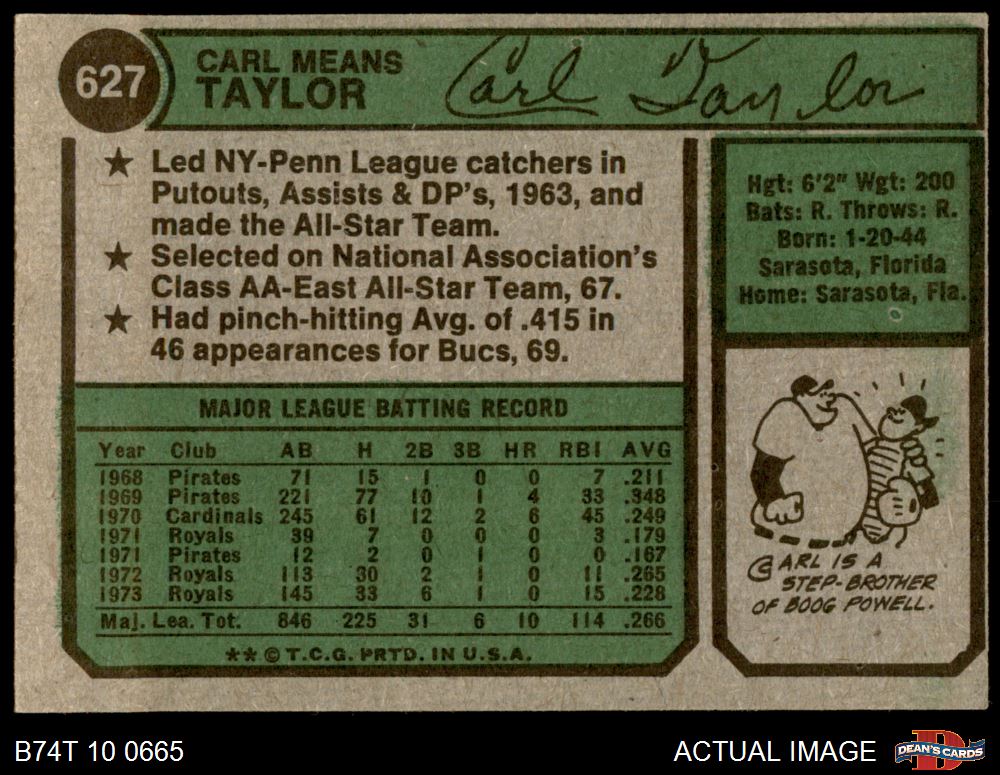 627
CARL MEANS
TAYLOR
Carl Taylor
★ Led NY-Penn League catchers in
Putouts, Assists & DP's, 1963, and
made the All-Star Team.
★ Selected on National Association's
Class AA-East All-Star Team, 67.
★ Had pinch-hitting Avg. of .415 in
46 appearances for Bucs, 69.
Hgt: 6'2" Wgt: 200
Bats: R. Throws: R.
Born: 1-20-44
Sarasota, Florida
Home: Sarasota, Fla.
MAJOR LEAGUE BATTING RECORD
Year Club AB H 2B 3B HR RBI AVG
1968 Pirates 71 15 1 0 0 7 .211
1969 Pirates 221 77 10 1 4 33 .348
1970 Cardinals 245 61 12 2 6 45 .249
1971 Royals 39 7 0 0 0 3 .179
1971 Pirates 12 2 0 1 0 0 .167
1972 Royals 113 30 2 1 0 11 .265
1973 Royals 145 33 6 1 0 15 .228
Maj. Lea. Tot. 846 225 31 6 10 114 .266
**©T.C.G. PRTD. IN U.S.A.
CARL IS A
STEP-BROTHER
OF BOOG POWELL.
B74T 10 0665
ACTUAL IMAGE
D
DEAN'S CARDS